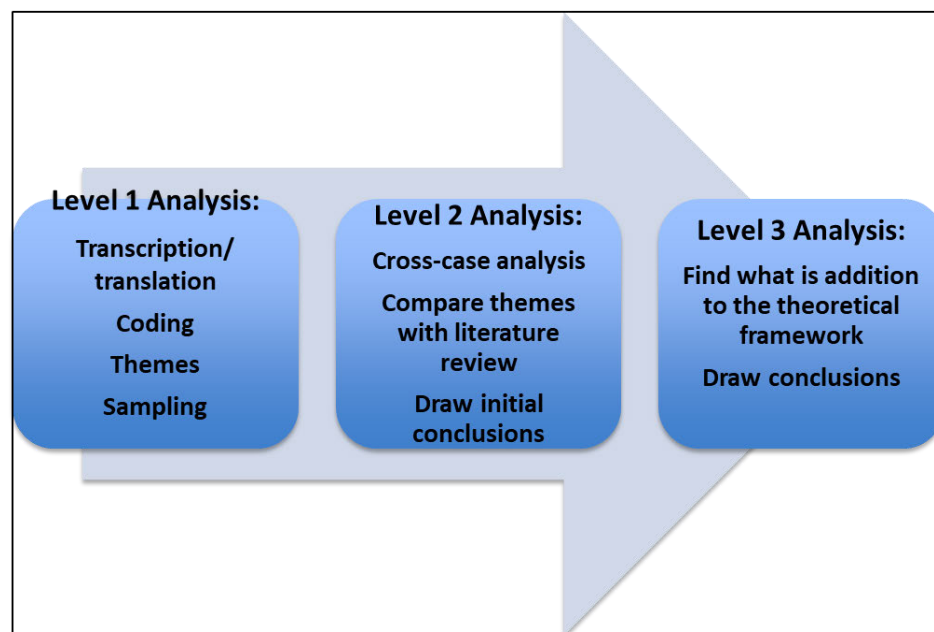 Level 1 Analysis:
Transcription/
translation
Coding
Themes
Sampling
Level 2 Analysis:
Cross-case analysis
Compare themes
with literature
review
Draw initial
conclusions
Level 3 Analysis:
Find what is addition
to the theoretical
framework
Draw conclusions